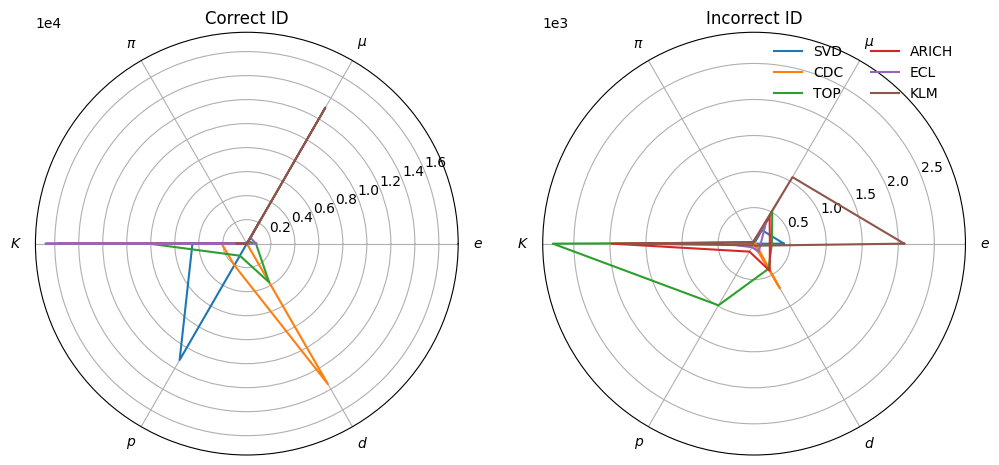 Correct ID
1e4
π
μ
K
e
p
d
0.2
0.4
0.6
0.8
1.0
1.2
1.4
1.6
Incorrect ID
1e3
π
μ
K
e
p
d
0.5
1.0
1.5
2.0
2.5
SVD
CDC
TOP
ARICH
ECL
KLM